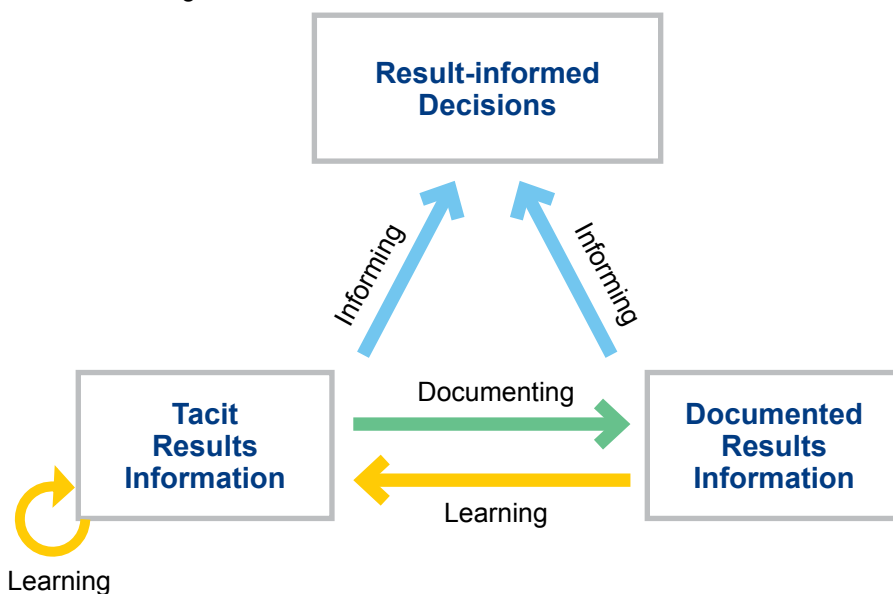 Result-informed
Decisions
Informing
Informing
Documenting
Tacit
Results
Information
Documented
Results
Information
Learning
Learning